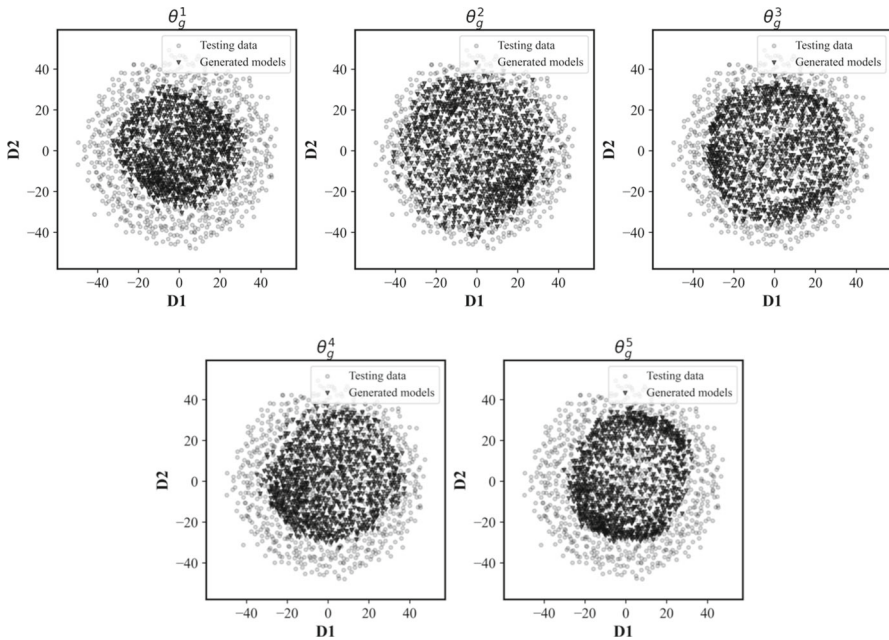 θ_g^1
Testing data
Generated models
40
20
0
−20
−40
D2
−40 −20 0 20 40
D1
θ_g^2
Testing data
Generated models
40
20
0
−20
−40
D2
−40 −20 0 20 40
D1
θ_g^3
Testing data
Generated models
40
20
0
−20
−40
D2
−40 −20 0 20 40
D1
θ_g^4
Testing data
Generated models
40
20
0
−20
−40
D2
−40 −20 0 20 40
D1
θ_g^5
Testing data
Generated models
40
20
0
−20
−40
D2
−40 −20 0 20 40
D1